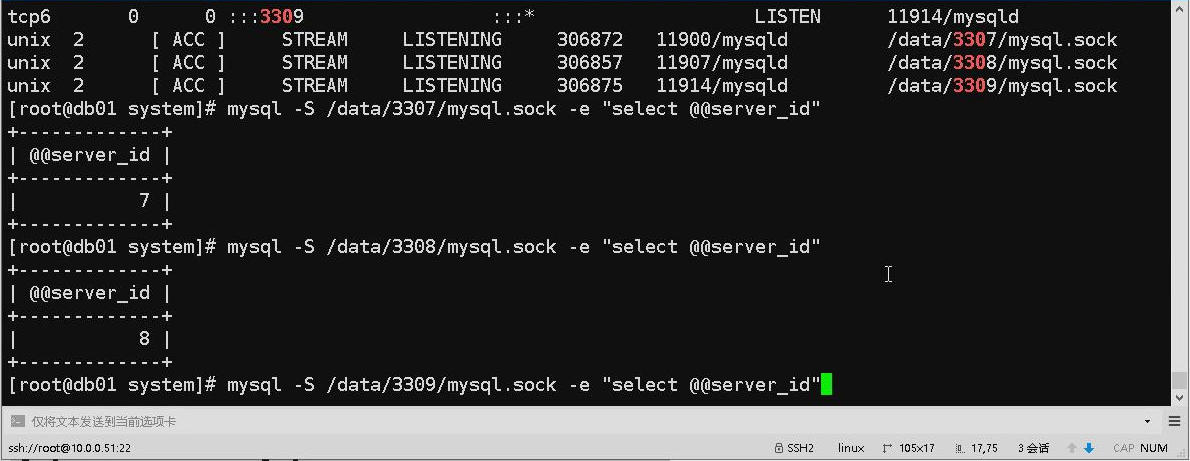 tcp6       0      0 :::3309                 :::*                    LISTEN      11914/mysqld
unix  2      [ ACC ]     STREAM     LISTENING     306872   11900/mysqld         /data/3307/mysql.sock
unix  2      [ ACC ]     STREAM     LISTENING     306857   11907/mysqld         /data/3308/mysql.sock
unix  2      [ ACC ]     STREAM     LISTENING     306875   11914/mysqld         /data/3309/mysql.sock
[root@db01 system]# mysql -S /data/3307/mysql.sock -e "select @@server_id"
+-------------+
| @@server_id |
+-------------+
|           7 |
+-------------+
[root@db01 system]# mysql -S /data/3308/mysql.sock -e "select @@server_id"
+-------------+
| @@server_id |
+-------------+
|           8 |
+-------------+
[root@db01 system]# mysql -S /data/3309/mysql.sock -e "select @@server_id"
仅将文本发送到当前选项卡
ssh://root@10.0.0.51:22 SSH2 linux 105x17 17,75 3 会话 CAP NUM